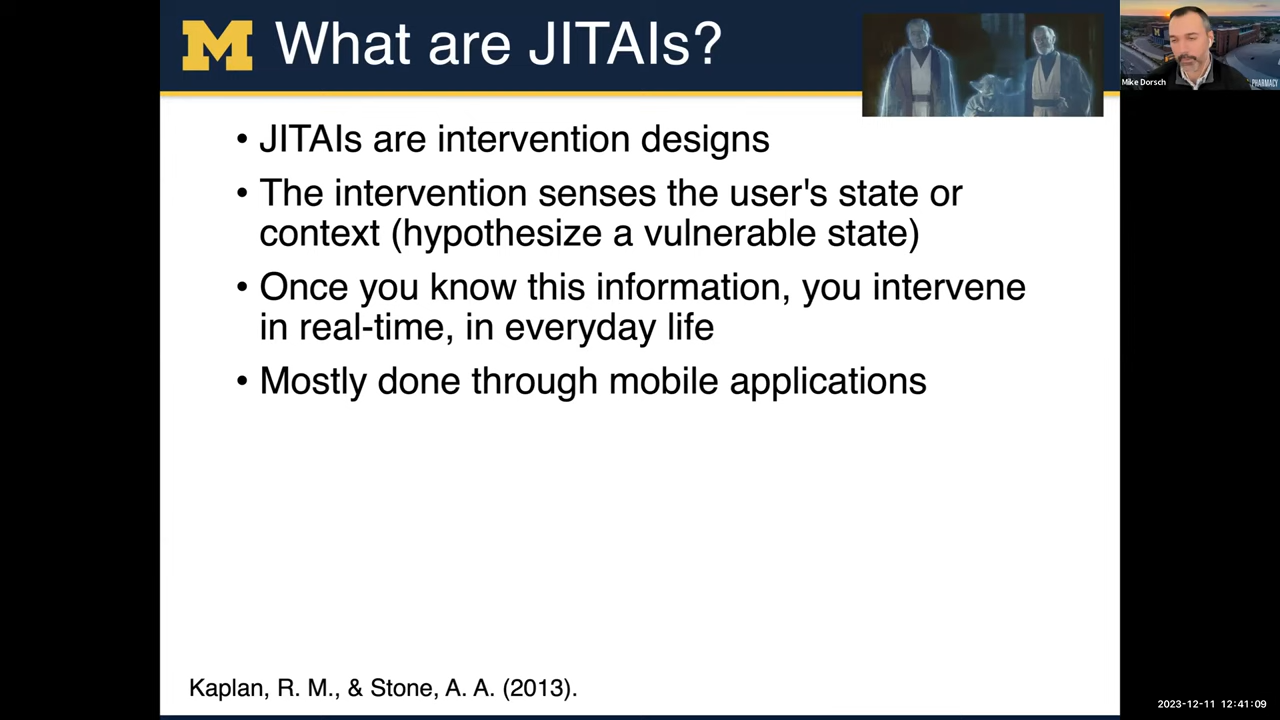 M What are JITAIs?
Mike Dorsch
PHARMACY
• JITAIs are intervention designs
• The intervention senses the user's state or
context (hypothesize a vulnerable state)
• Once you know this information, you intervene
in real-time, in everyday life
• Mostly done through mobile applications
Kaplan, R. M., & Stone, A. A. (2013).
2023-12-11 12:41:09